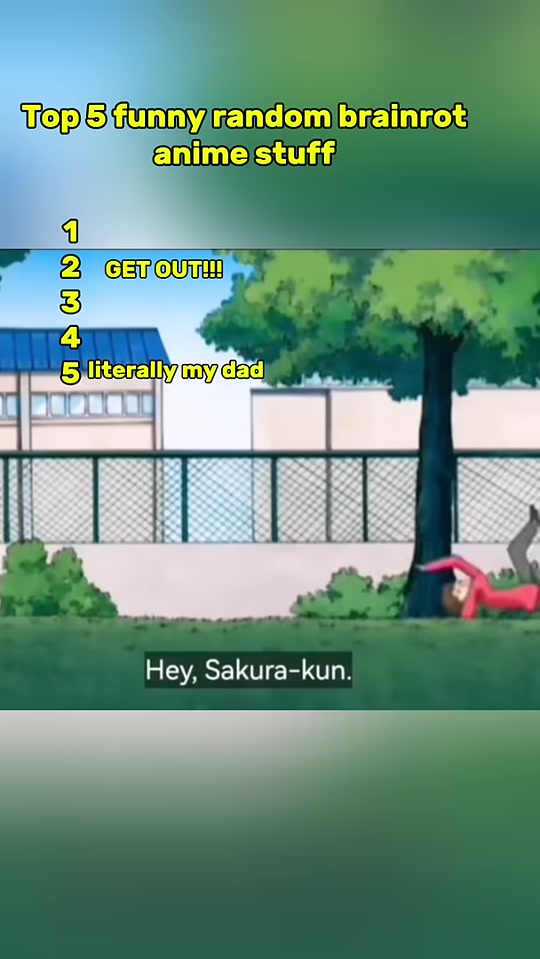 Top 5 funny random brainrot
anime stuff
1
2 GET OUT!!!
3
4
5 literally my dad
Hey, Sakura-kun.